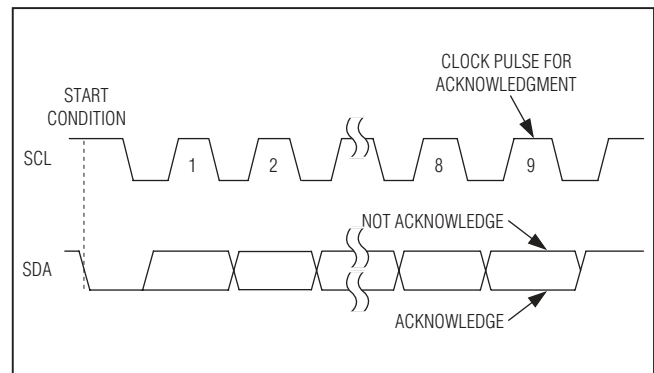 CLOCK PULSE FOR
ACKNOWLEDGMENT
START
CONDITION
SCL
1
2
8
9
NOT ACKNOWLEDGE
SDA
ACKNOWLEDGE